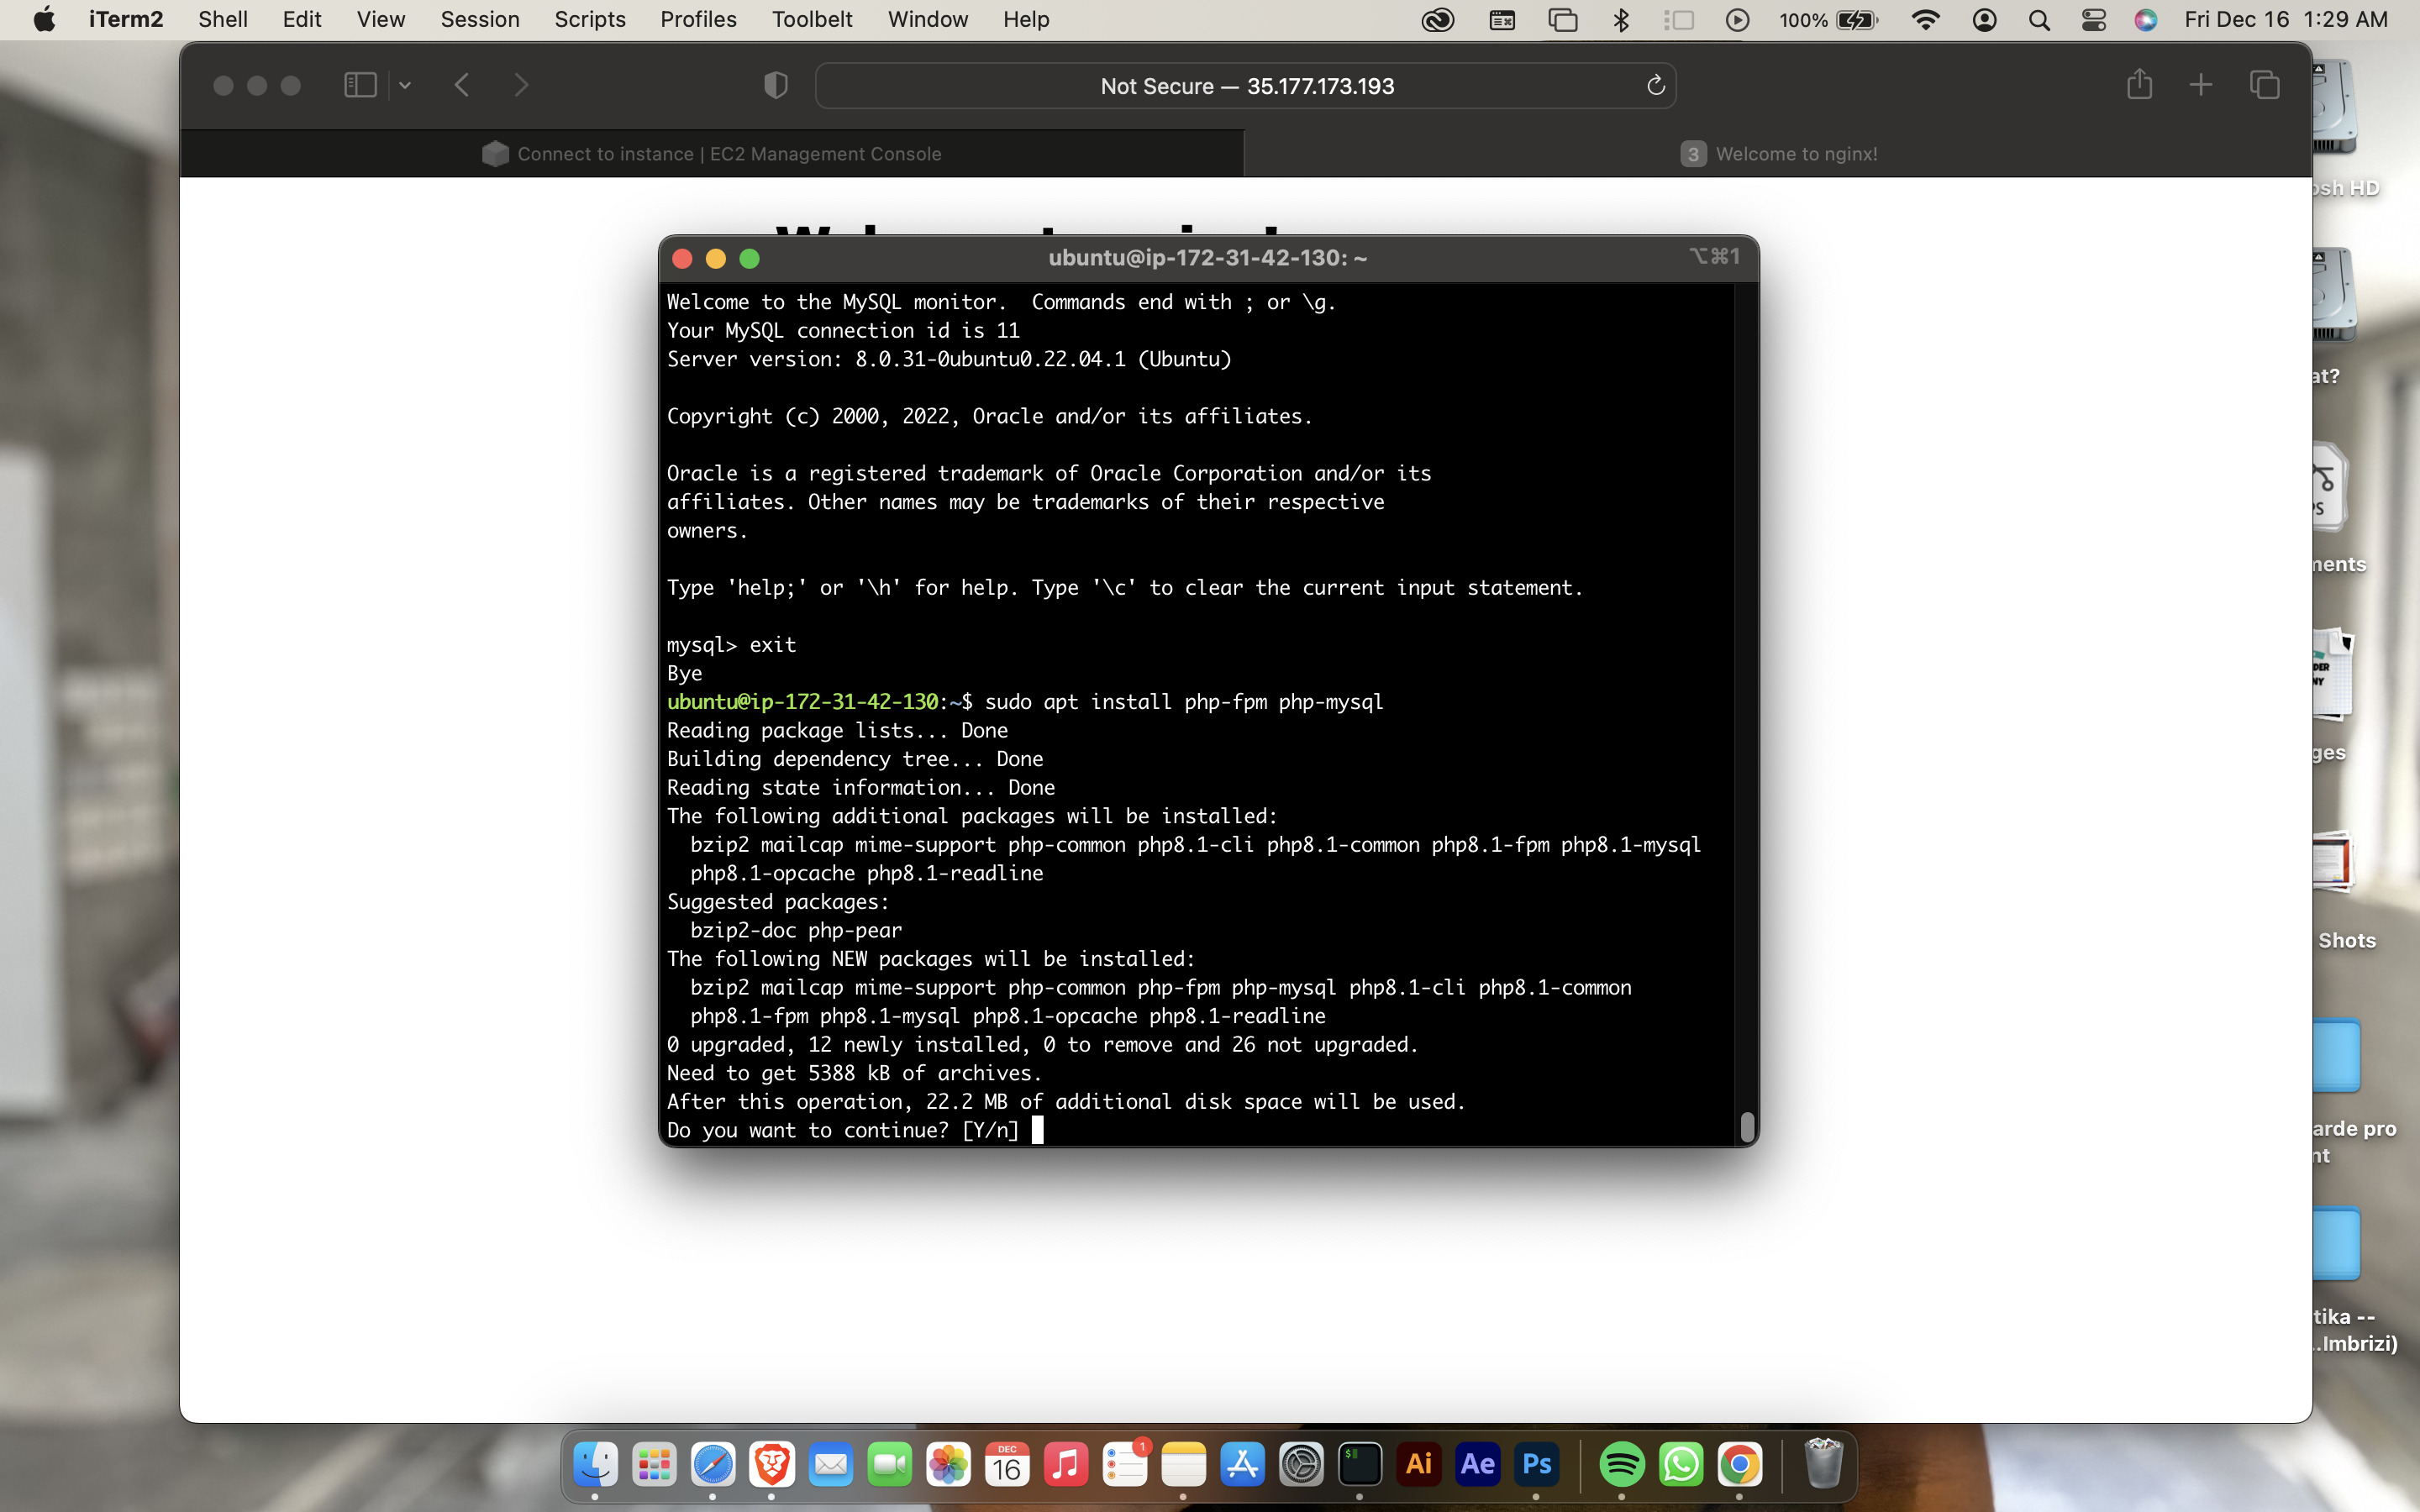 iTerm2 Shell Edit View Session Scripts Profiles Toolbelt Window Help 100% Fri Dec 16 1:29 AM
Not Secure — 35.177.173.193
Connect to instance | EC2 Management Console
3 Welcome to nginx!
ubuntu@ip-172-31-42-130: ~ ⌥⌘1
Welcome to the MySQL monitor.  Commands end with ; or \g.
Your MySQL connection id is 11
Server version: 8.0.31-0ubuntu0.22.04.1 (Ubuntu)
Copyright (c) 2000, 2022, Oracle and/or its affiliates.
Oracle is a registered trademark of Oracle Corporation and/or its
affiliates. Other names may be trademarks of their respective
owners.
Type 'help;' or '\h' for help. Type '\c' to clear the current input statement.
mysql> exit
Bye
ubuntu@ip-172-31-42-130:~$ sudo apt install php-fpm php-mysql
Reading package lists... Done
Building dependency tree... Done
Reading state information... Done
The following additional packages will be installed:
  bzip2 mailcap mime-support php-common php8.1-cli php8.1-common php8.1-fpm php8.1-mysql
  php8.1-opcache php8.1-readline
Suggested packages:
  bzip2-doc php-pear
The following NEW packages will be installed:
  bzip2 mailcap mime-support php-common php-fpm php-mysql php8.1-cli php8.1-common
  php8.1-fpm php8.1-mysql php8.1-opcache php8.1-readline
0 upgraded, 12 newly installed, 0 to remove and 26 not upgraded.
Need to get 5388 kB of archives.
After this operation, 22.2 MB of additional disk space will be used.
Do you want to continue? [Y/n]
osh HD
at?
ments
ges
Shots
arde pro
nt
tika --
..Imbrizi)
DEC
16
1
Ai
Ae
Ps